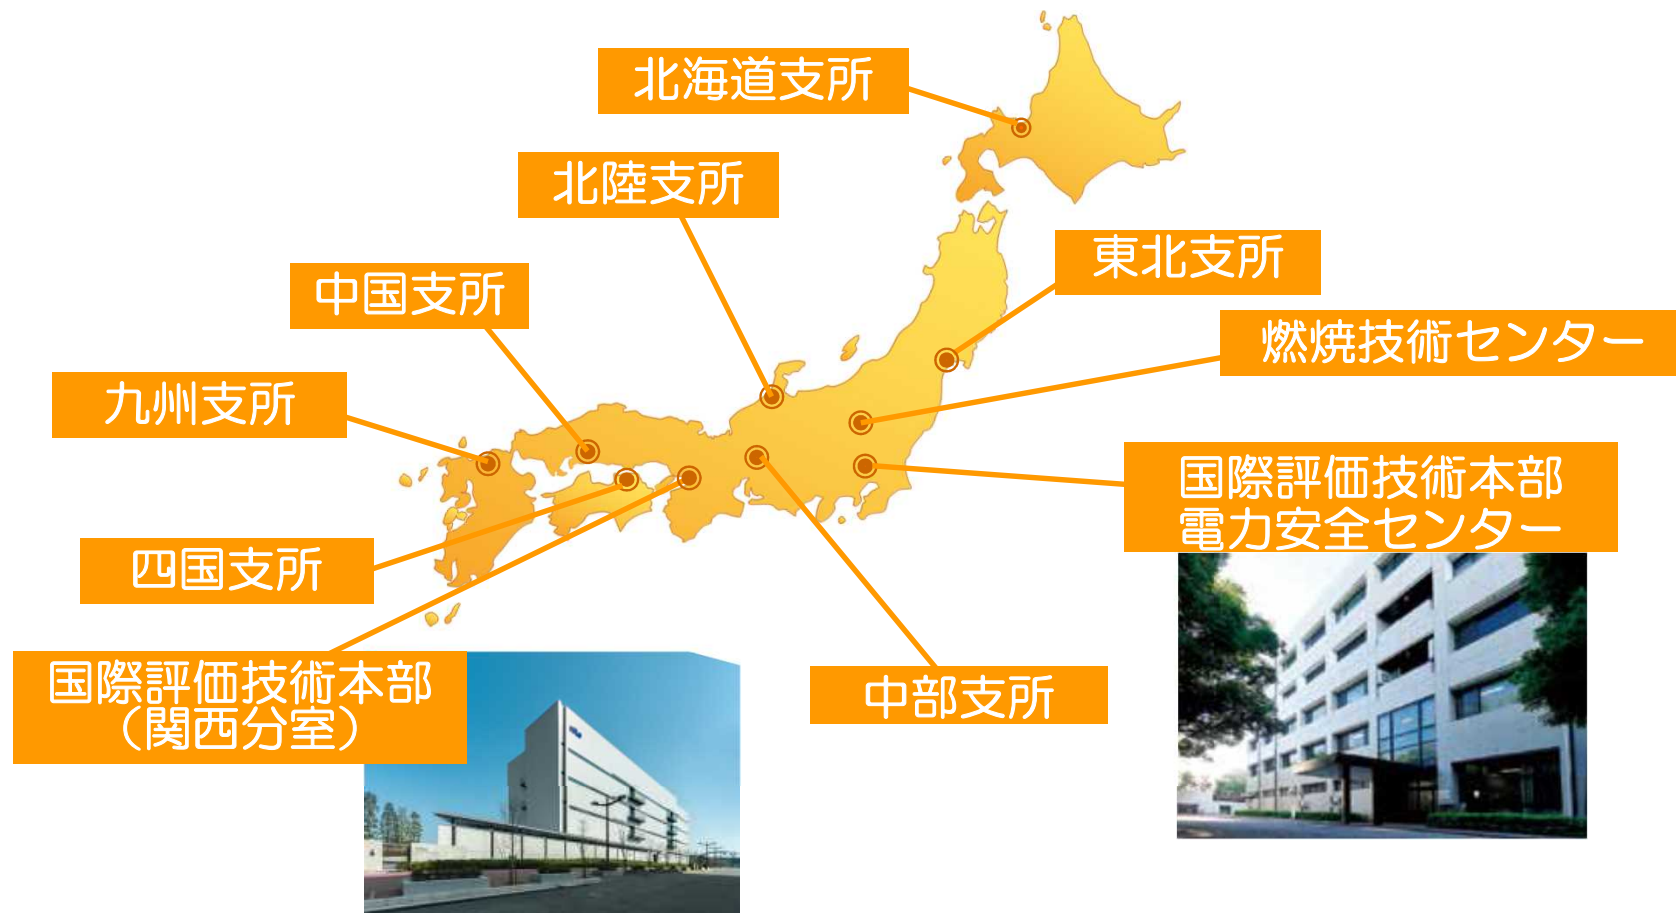 北海道支所
北陸支所
東北支所
中国支所
燃焼技術センター
九州支所
国際評価技術本部
電力安全センター
四国支所
国際評価技術本部
（関西分室）
中部支所